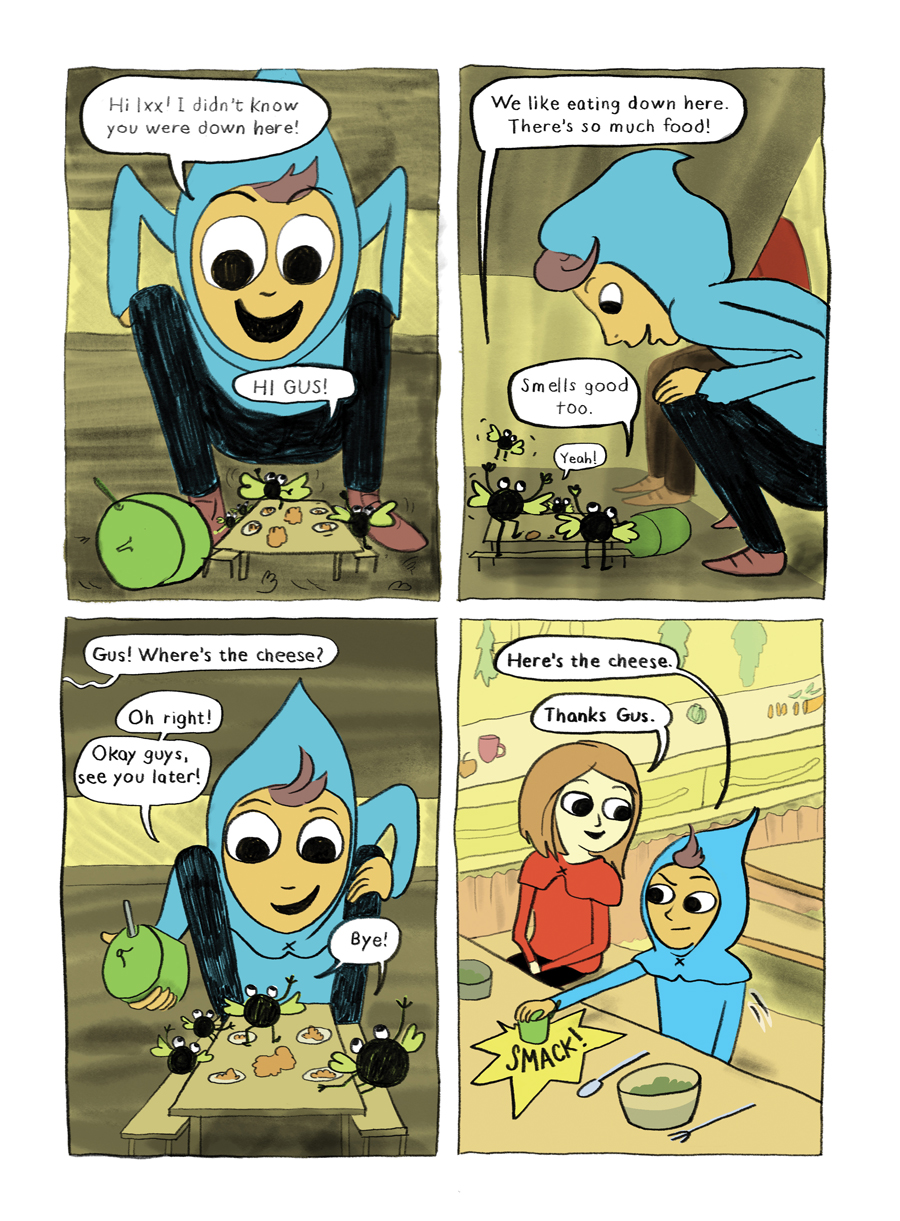 Hi Ixx! I didn't know
you were down here!
HI GUS!
We like eating down here.
There's so much food!
Smells good
too.
Yeah!
Gus! Where's the cheese?
Oh right!
Okay guys,
see you later!
Bye!
Here's the cheese.
Thanks Gus.
SMACK!